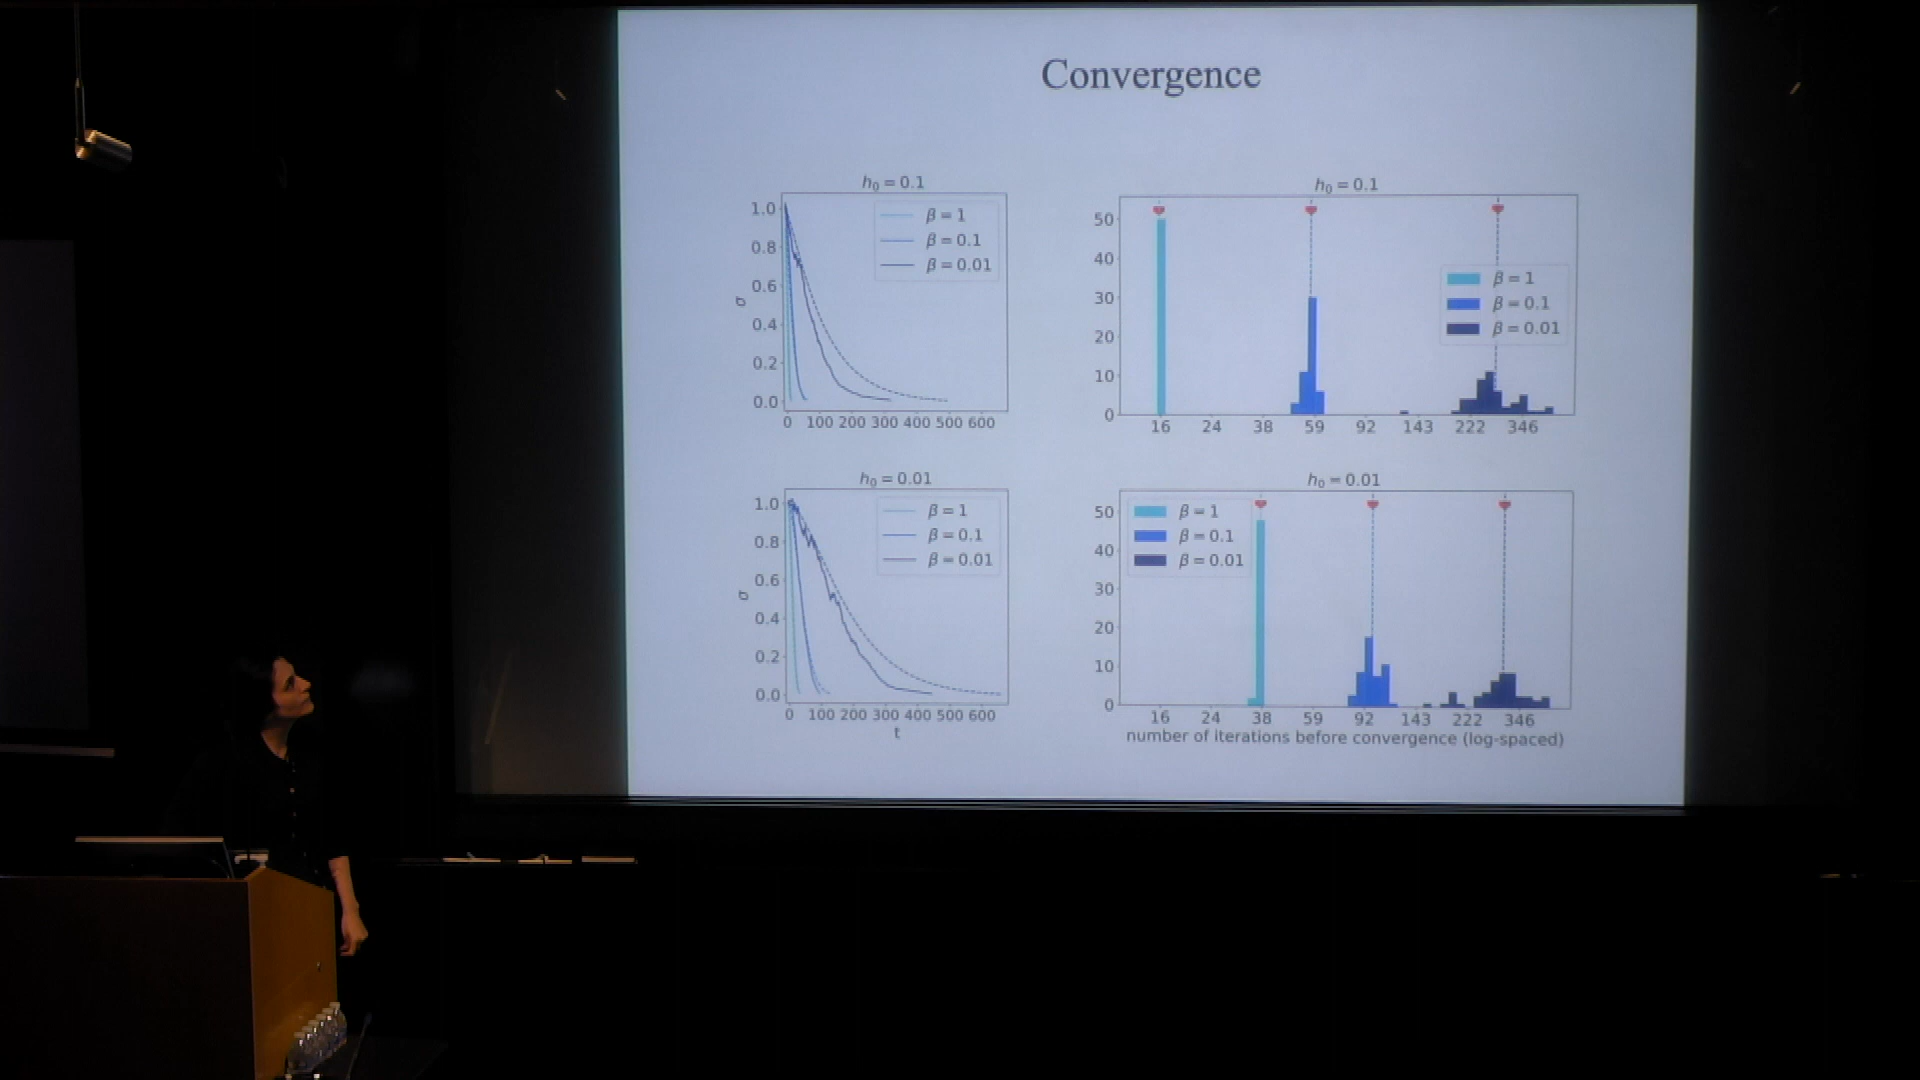 Convergence
h₀ = 0.1
1.0
0.8
0.6
0.4
0.2
0.0
σ
β = 1
β = 0.1
β = 0.01
0 100 200 300 400 500 600
h₀ = 0.1
50
40
30
20
10
0
β = 1
β = 0.1
β = 0.01
16 24 38 59 92 143 222 346
h₀ = 0.01
1.0
0.8
0.6
0.4
0.2
0.0
σ
β = 1
β = 0.1
β = 0.01
0 100 200 300 400 500 600
t
h₀ = 0.01
50
40
30
20
10
0
β = 1
β = 0.1
β = 0.01
16 24 38 59 92 143 222 346
number of iterations before convergence (log-spaced)